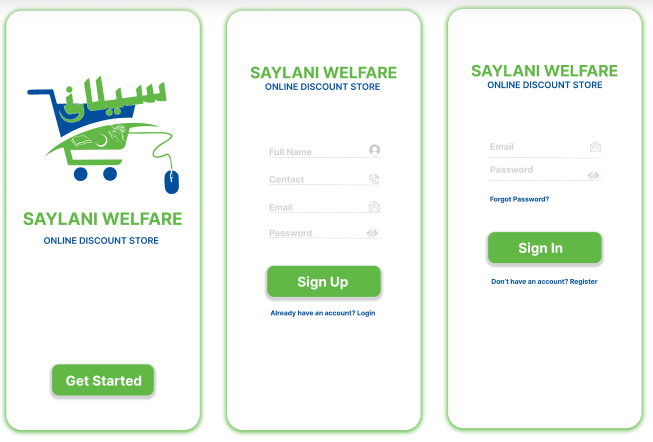 سیلانی
SAYLANI WELFARE
ONLINE DISCOUNT STORE
Get Started
SAYLANI WELFARE
ONLINE DISCOUNT STORE
Full Name
Contact
Email
Password
Sign Up
Already have an account? Login
SAYLANI WELFARE
ONLINE DISCOUNT STORE
Email
Password
Forgot Password?
Sign In
Don't have an account? Register